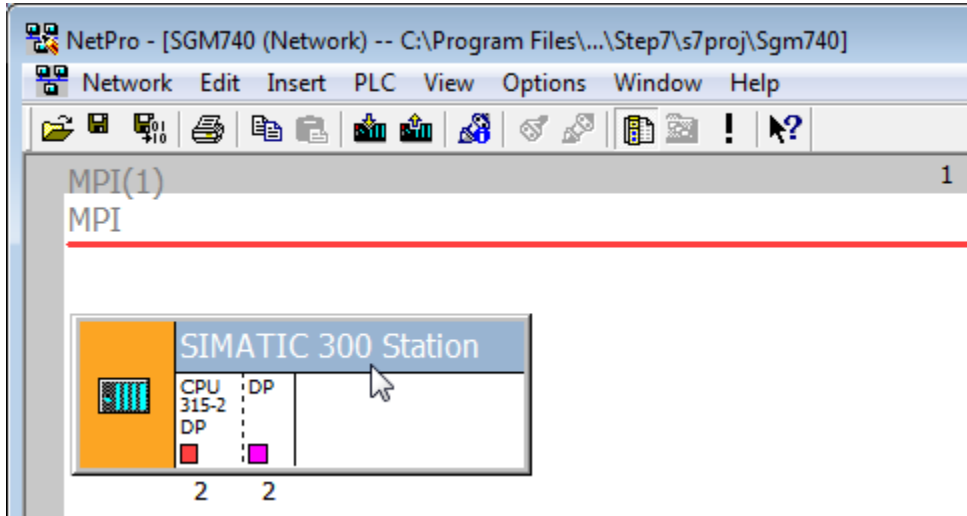 NetPro - [SGM740 (Network) -- C:\Program Files\...\Step7\s7proj\Sgm740]
Network Edit Insert PLC View Options Window Help
MPI(1)
1
MPI
SIMATIC 300 Station
CPU 315-2 DP
DP
2 2